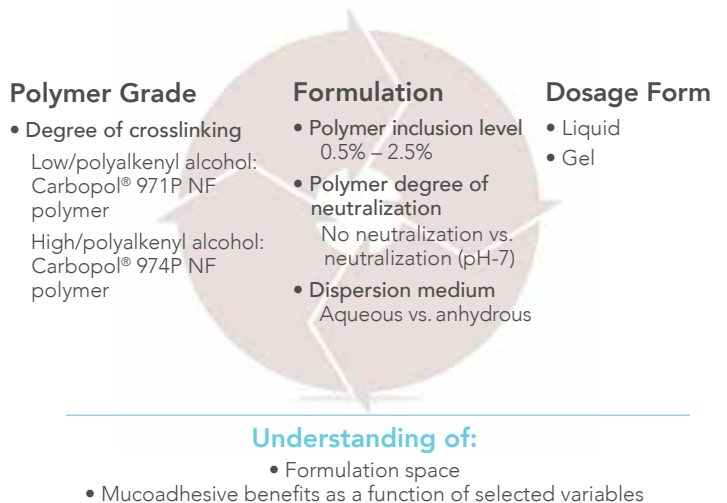 Polymer Grade
• Degree of crosslinking
Low/polyalkenyl alcohol:
Carbopol® 971P NF
polymer
High/polyalkenyl alcohol:
Carbopol® 974P NF
polymer
Formulation
• Polymer inclusion level
0.5% – 2.5%
• Polymer degree of
neutralization
No neutralization vs.
neutralization (pH-7)
• Dispersion medium
Aqueous vs. anhydrous
Dosage Form
• Liquid
• Gel
Understanding of:
• Formulation space
• Mucoadhesive benefits as a function of selected variables